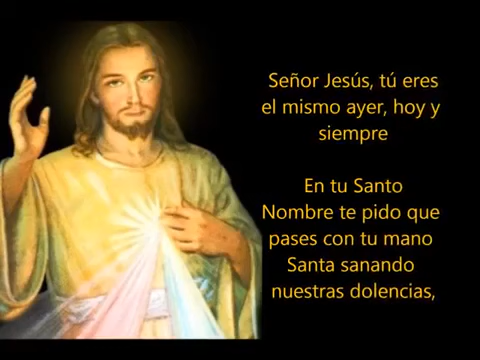 Señor Jesús, tú eres
el mismo ayer, hoy y
siempre
En tu Santo
Nombre te pido que
pases con tu mano
Santa sanando
nuestras dolencias,